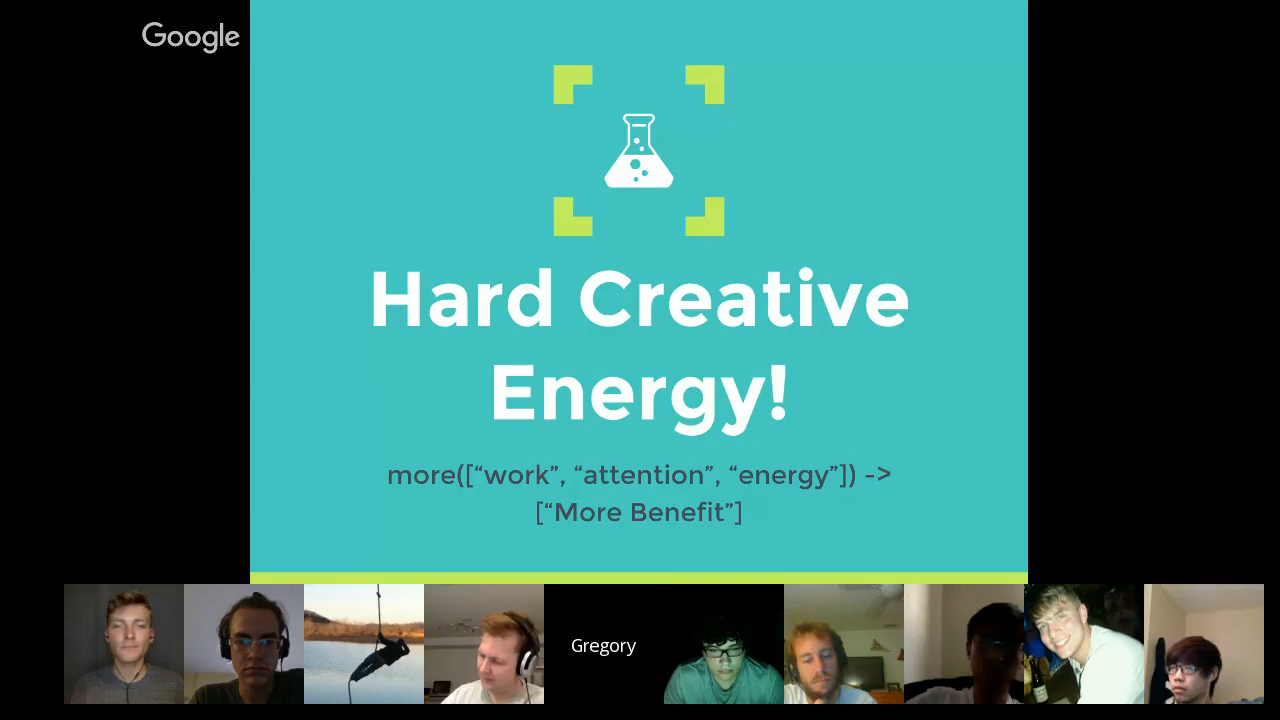 Google
Hard Creative
Energy!
more([“work”, “attention”, “energy”]) ->
[“More Benefit”]
Gregory